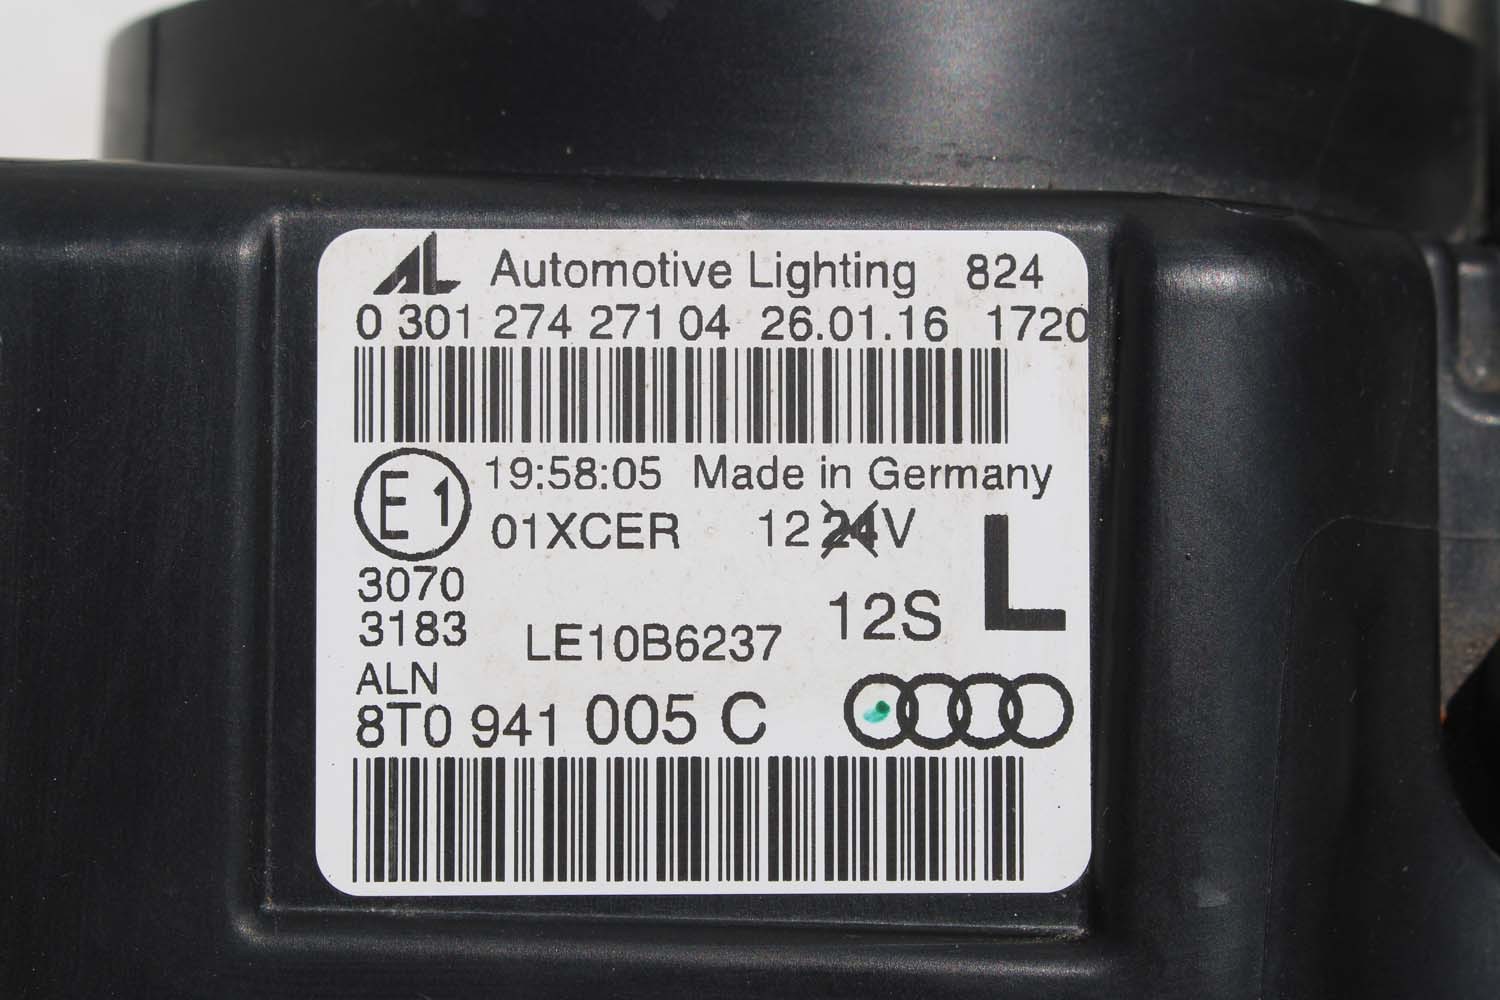 AL Automotive Lighting 824
0 301 274 271 04 26.01.16 1720
E1 19:58:05 Made in Germany
01XCER 12 24V
L
3070
12S
3183
LE10B6237
ALN
8T0 941 005 C